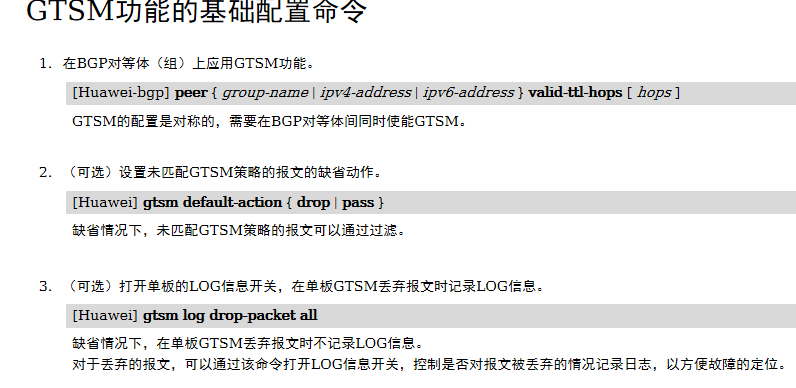 GTSM功能的基础配置命令
1. 在BGP对等体（组）上应用GTSM功能。
[Huawei-bgp] peer { group-name | ipv4-address | ipv6-address } valid-ttl-hops [ hops ]
GTSM的配置是对称的，需要在BGP对等体间同时使能GTSM。
2. （可选）设置未匹配GTSM策略的报文的缺省动作。
[Huawei] gtsm default-action { drop | pass }
缺省情况下，未匹配GTSM策略的报文可以通过过滤。
3. （可选）打开单板的LOG信息开关，在单板GTSM丢弃报文时记录LOG信息。
[Huawei] gtsm log drop-packet all
缺省情况下，在单板GTSM丢弃报文时不记录LOG信息。
对于丢弃的报文，可以通过该命令打开LOG信息开关，控制是否对报文被丢弃的情况记录日志，以方便故障的定位。